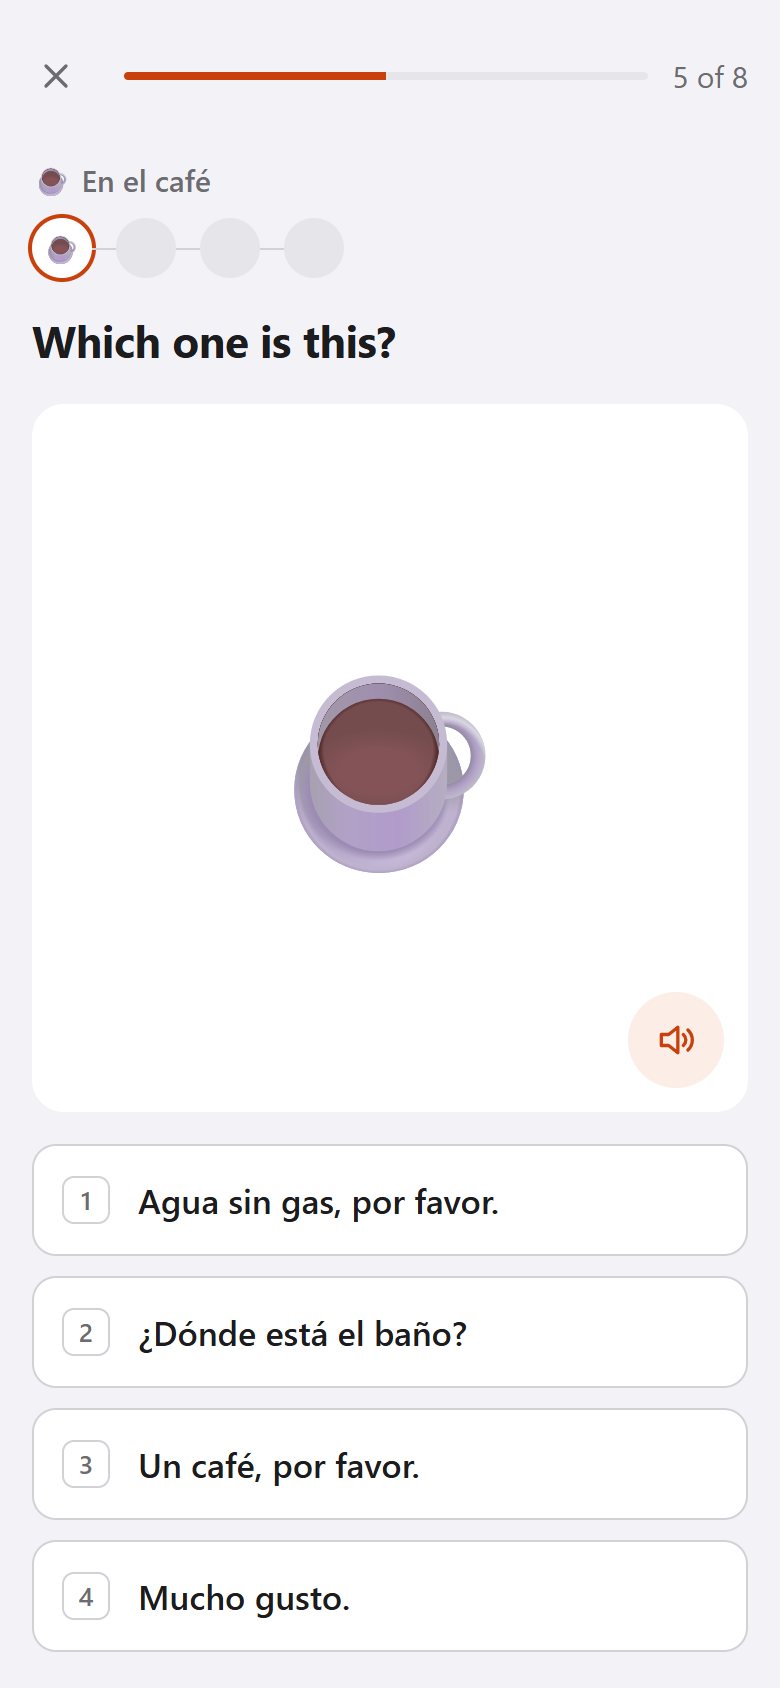 5 of 8
En el café
Which one is this?
1 Agua sin gas, por favor.
2 ¿Dónde está el baño?
3 Un café, por favor.
4 Mucho gusto.